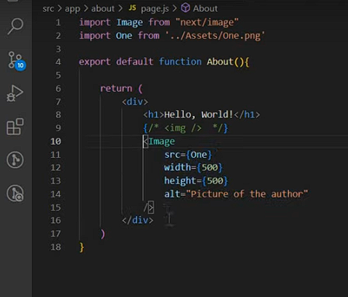 src > app > about > JS page.js > About
1 import Image from "next/image"
2 import One from '../Assets/One.png'
3
4 export default function About(){
5
6 return (
7 <div>
8 <h1>Hello, World!</h1>
9 {/* <img /> */}
10 <Image
11 src={One}
12 width={500}
13 height={500}
14 alt="Picture of the author"
15 />
16 </div>
17 )
18 }
10